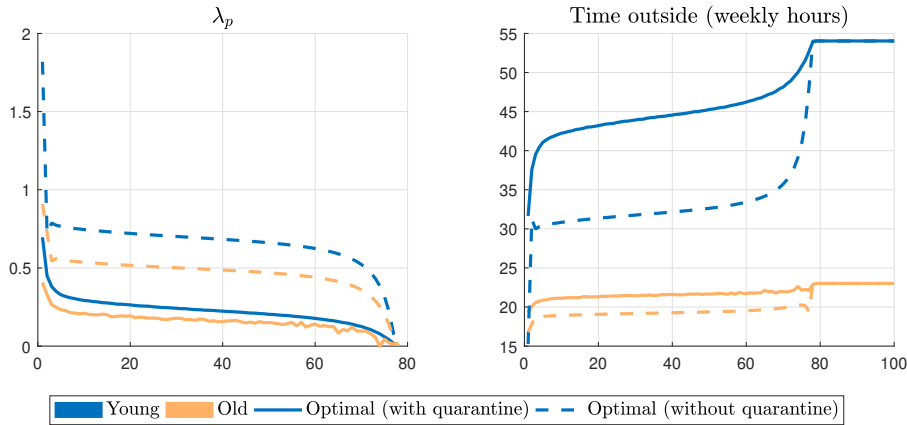 λp
Time outside (weekly hours)
2
1.5
1
0.5
0
0 20 40 60 80
55
50
45
40
35
30
25
20
15
0 20 40 60 80 100
Young Old Optimal (with quarantine) Optimal (without quarantine)